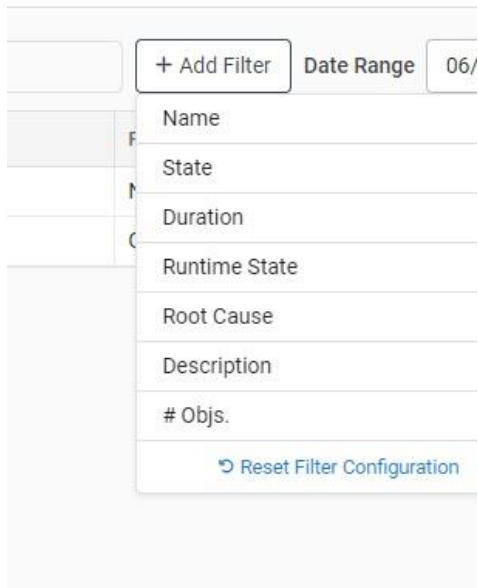 + Add Filter Date Range 06/
Name
State
Duration
Runtime State
Root Cause
Description
# Objs.
Reset Filter Configuration